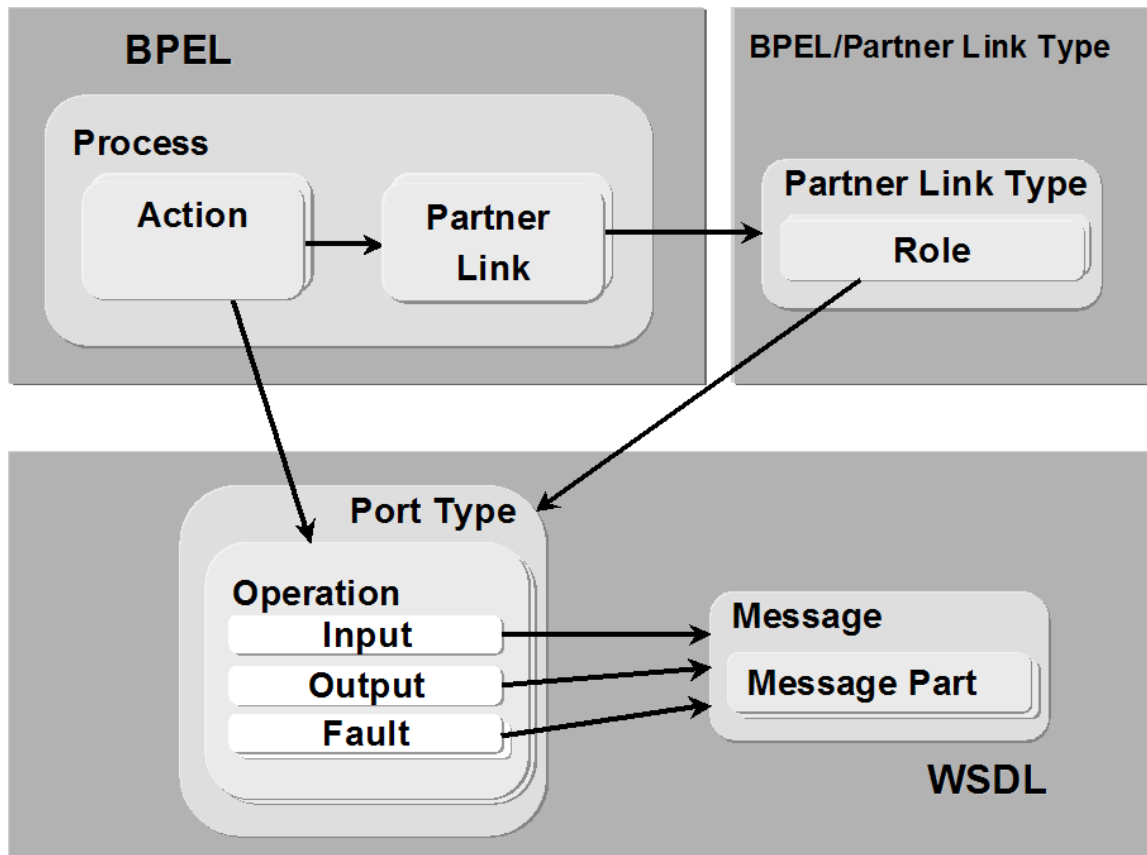 BPEL
Process
Action
Partner
Link
BPEL/Partner Link Type
Partner Link Type
Role
Port Type
Operation
Input
Output
Fault
Message
Message Part
WSDL